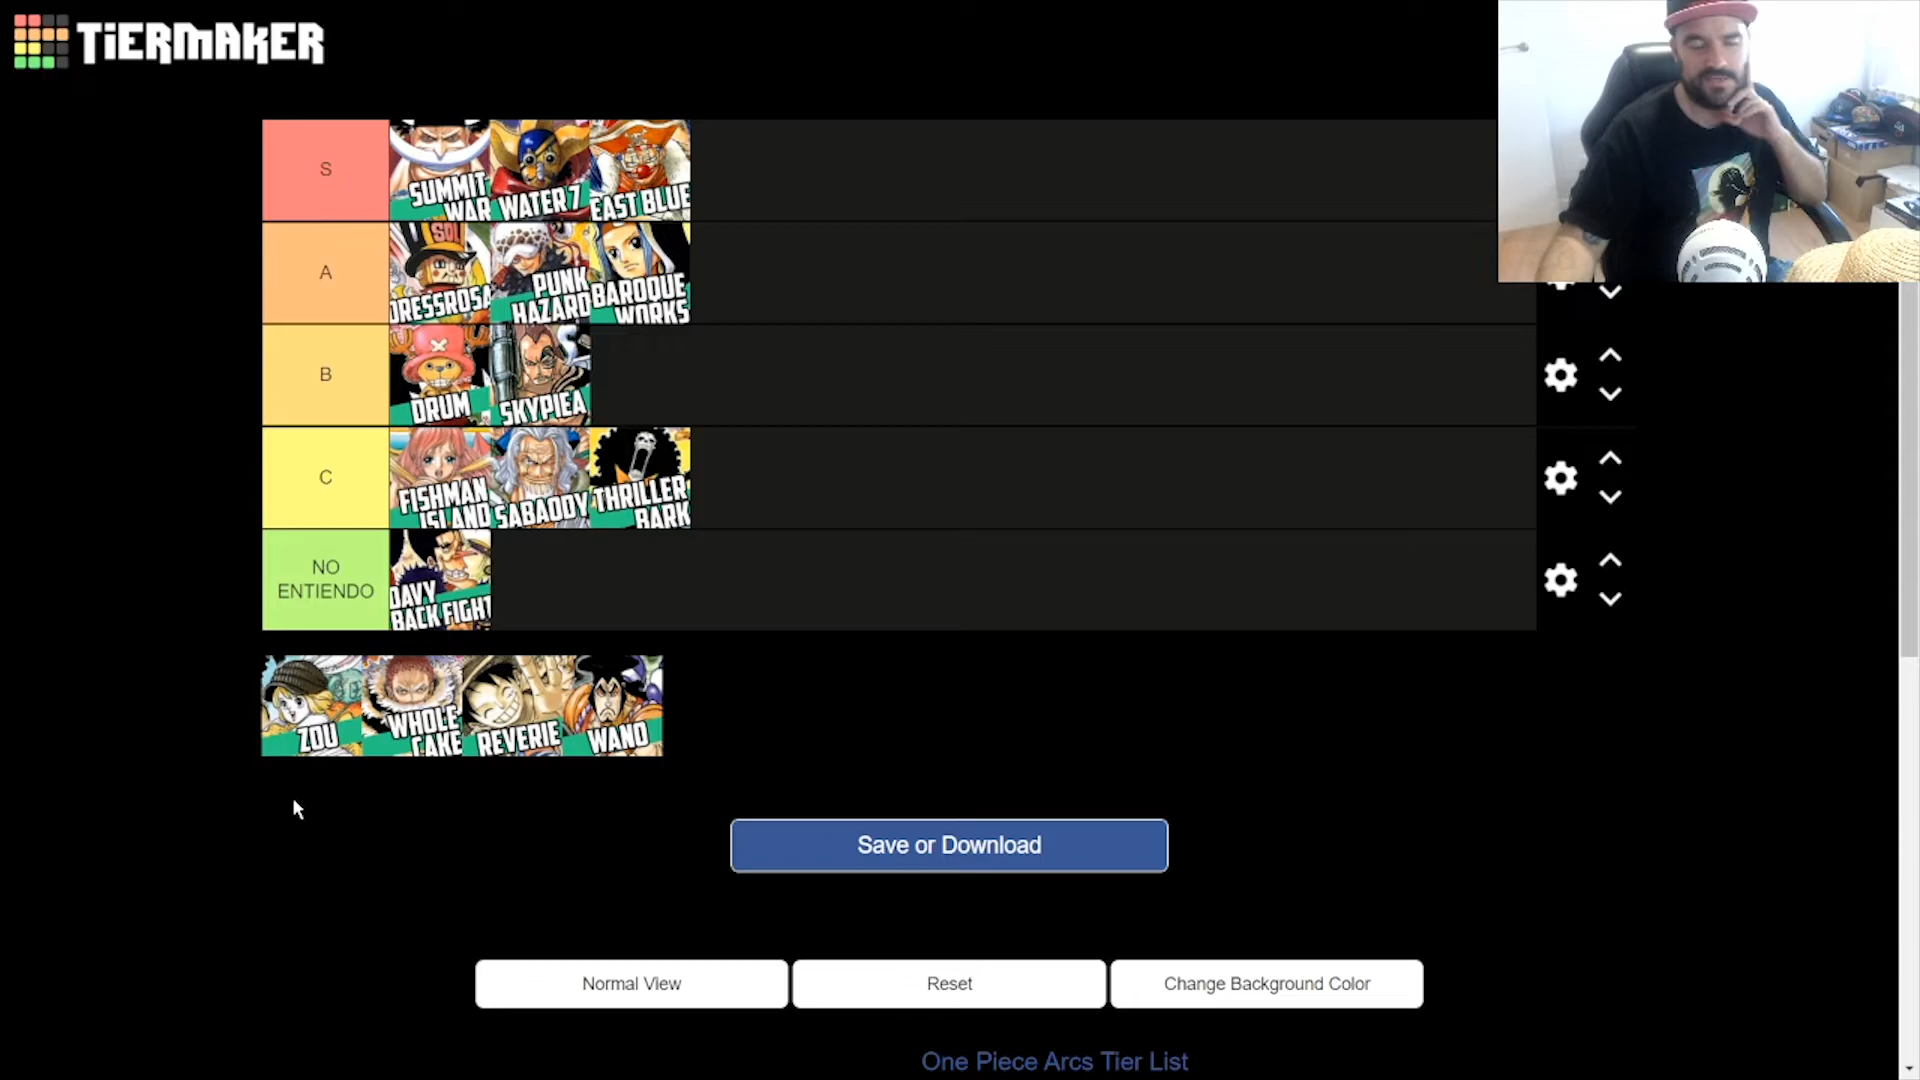 TiERMAKER
S
SUMMIT
WAR
WATER 7
EAST BLUE
A
SOL
DRESSROSA
PUNK
HAZARD
BAROQUE
WORKS
B
DRUM
SKYPIEA
C
FISHMAN
ISLAND
SABAODY
THRILLER
BARK
NO
ENTIENDO
DAVY
BACK FIGHT
ZOU
WHOLE
CAKE
REVERIE
WANO
Save or Download
Normal View
Reset
Change Background Color
One Piece Arcs Tier List